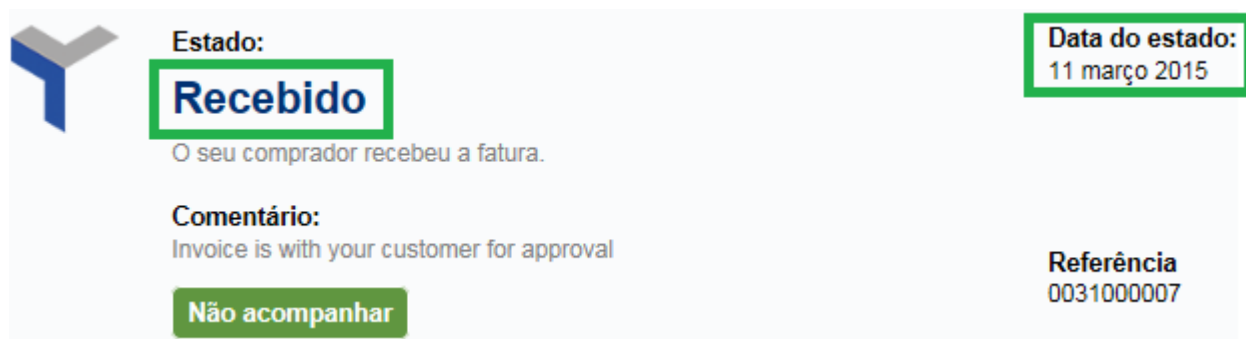 Estado:
Recebido
O seu comprador recebeu a fatura.
Comentário:
Invoice is with your customer for approval
Não acompanhar
Data do estado:
11 março 2015
Referência
0031000007